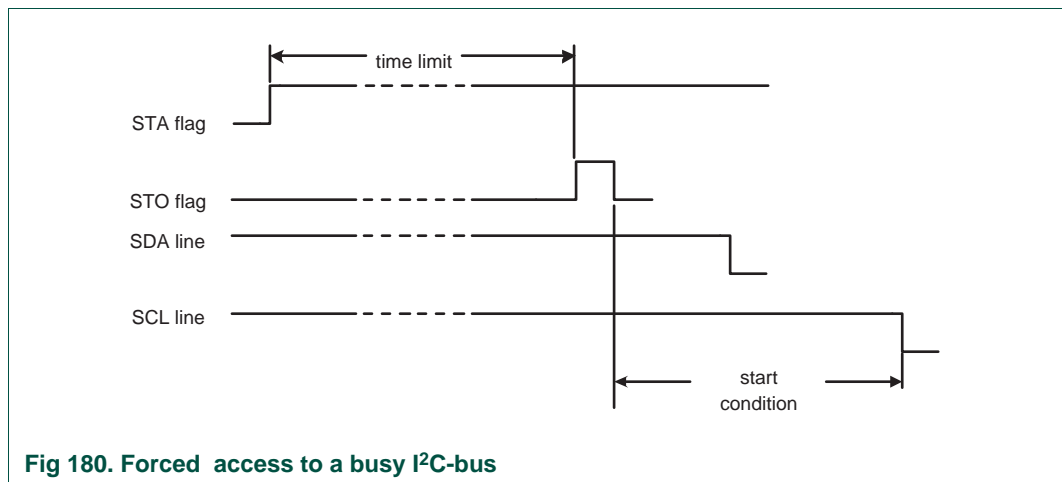 time limit
STA flag
STO flag
SDA line
SCL line
start
condition
Fig 180. Forced access to a busy I²C-bus